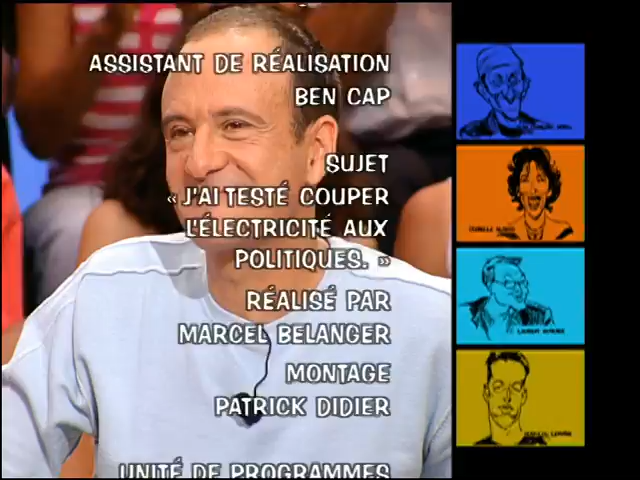 ASSISTANT DE RÉALISATION
BEN CAP
SUJET
« J'AI TESTÉ COUPER
L'ÉLECTRICITÉ AUX
POLITIQUES. »
RÉALISÉ PAR
MARCEL BELANGER
MONTAGE
PATRICK DIDIER
UNITÉ DE PROGRAMMES